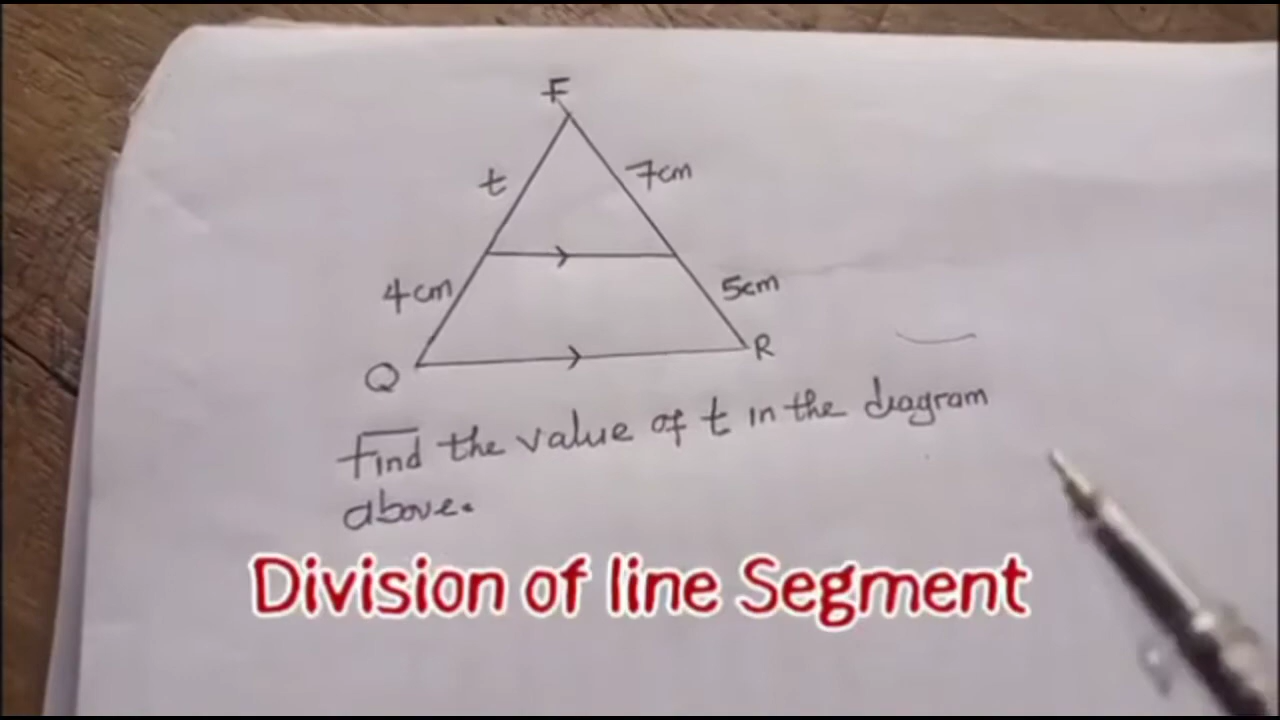 F
t
7cm
4cm
5cm
Q
R
Find the value of t in the diagram
above.
Division of line Segment